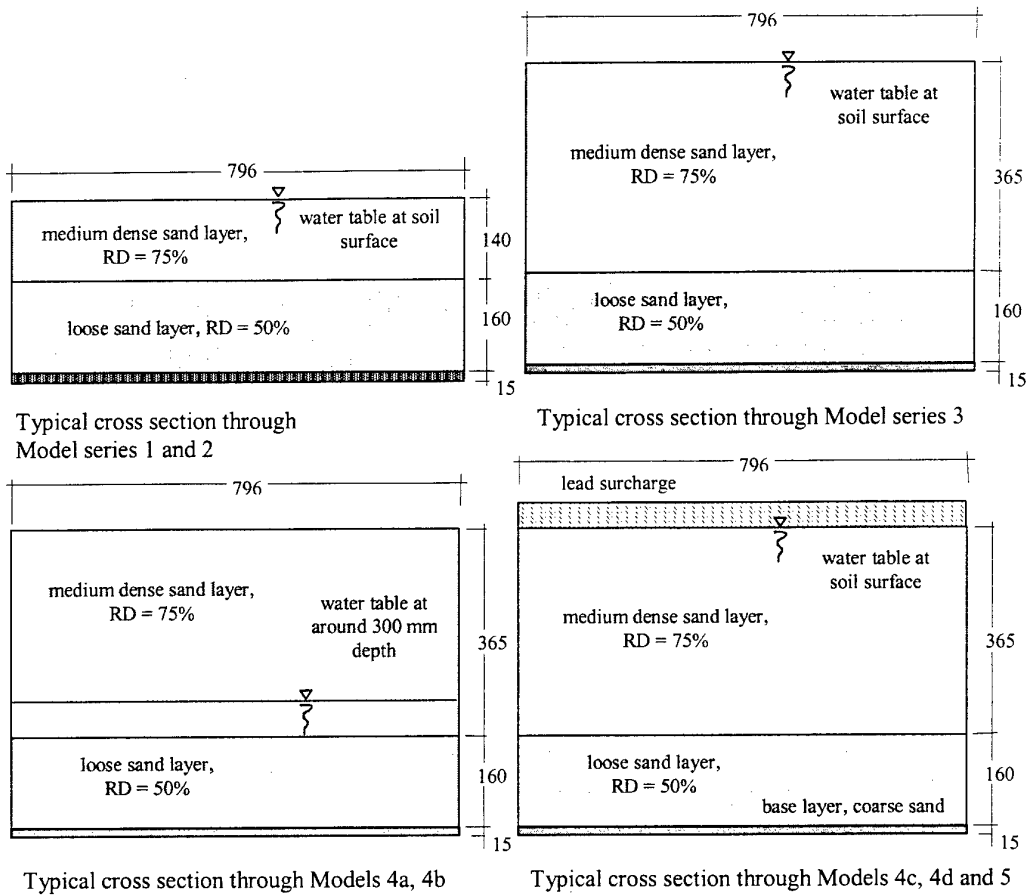 796
water table at soil
surface
medium dense sand layer,
RD = 75%
140
loose sand layer, RD = 50%
160
15
Typical cross section through
Model series 1 and 2
796
water table at
soil surface
medium dense sand layer,
RD = 75%
365
loose sand layer,
RD = 50%
160
15
Typical cross section through Model series 3
796
medium dense sand layer,
RD = 75%
water table at
around 300 mm
depth
365
loose sand layer,
RD = 50%
160
15
Typical cross section through Models 4a, 4b
796
lead surcharge
water table at
soil surface
medium dense sand layer,
RD = 75%
365
loose sand layer,
RD = 50%
160
base layer, coarse sand
15
Typical cross section through Models 4c, 4d and 5